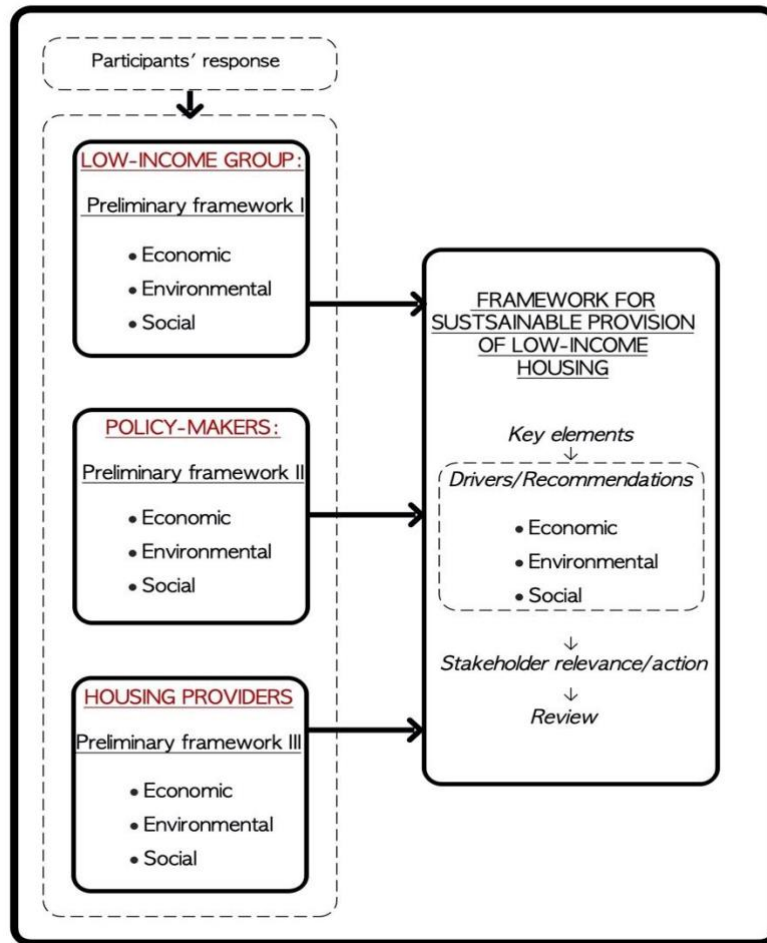 Participants' response
LOW-INCOME GROUP:
Preliminary framework I
• Economic
• Environmental
• Social
POLICY-MAKERS:
Preliminary framework II
• Economic
• Environmental
• Social
HOUSING PROVIDERS
Preliminary framework III
• Economic
• Environmental
• Social
FRAMEWORK FOR
SUSTSAINABLE PROVISION
OF LOW-INCOME
HOUSING
Key elements
↓
Drivers/Recommendations
• Economic
• Environmental
• Social
↓
Stakeholder relevance/action
↓
Review